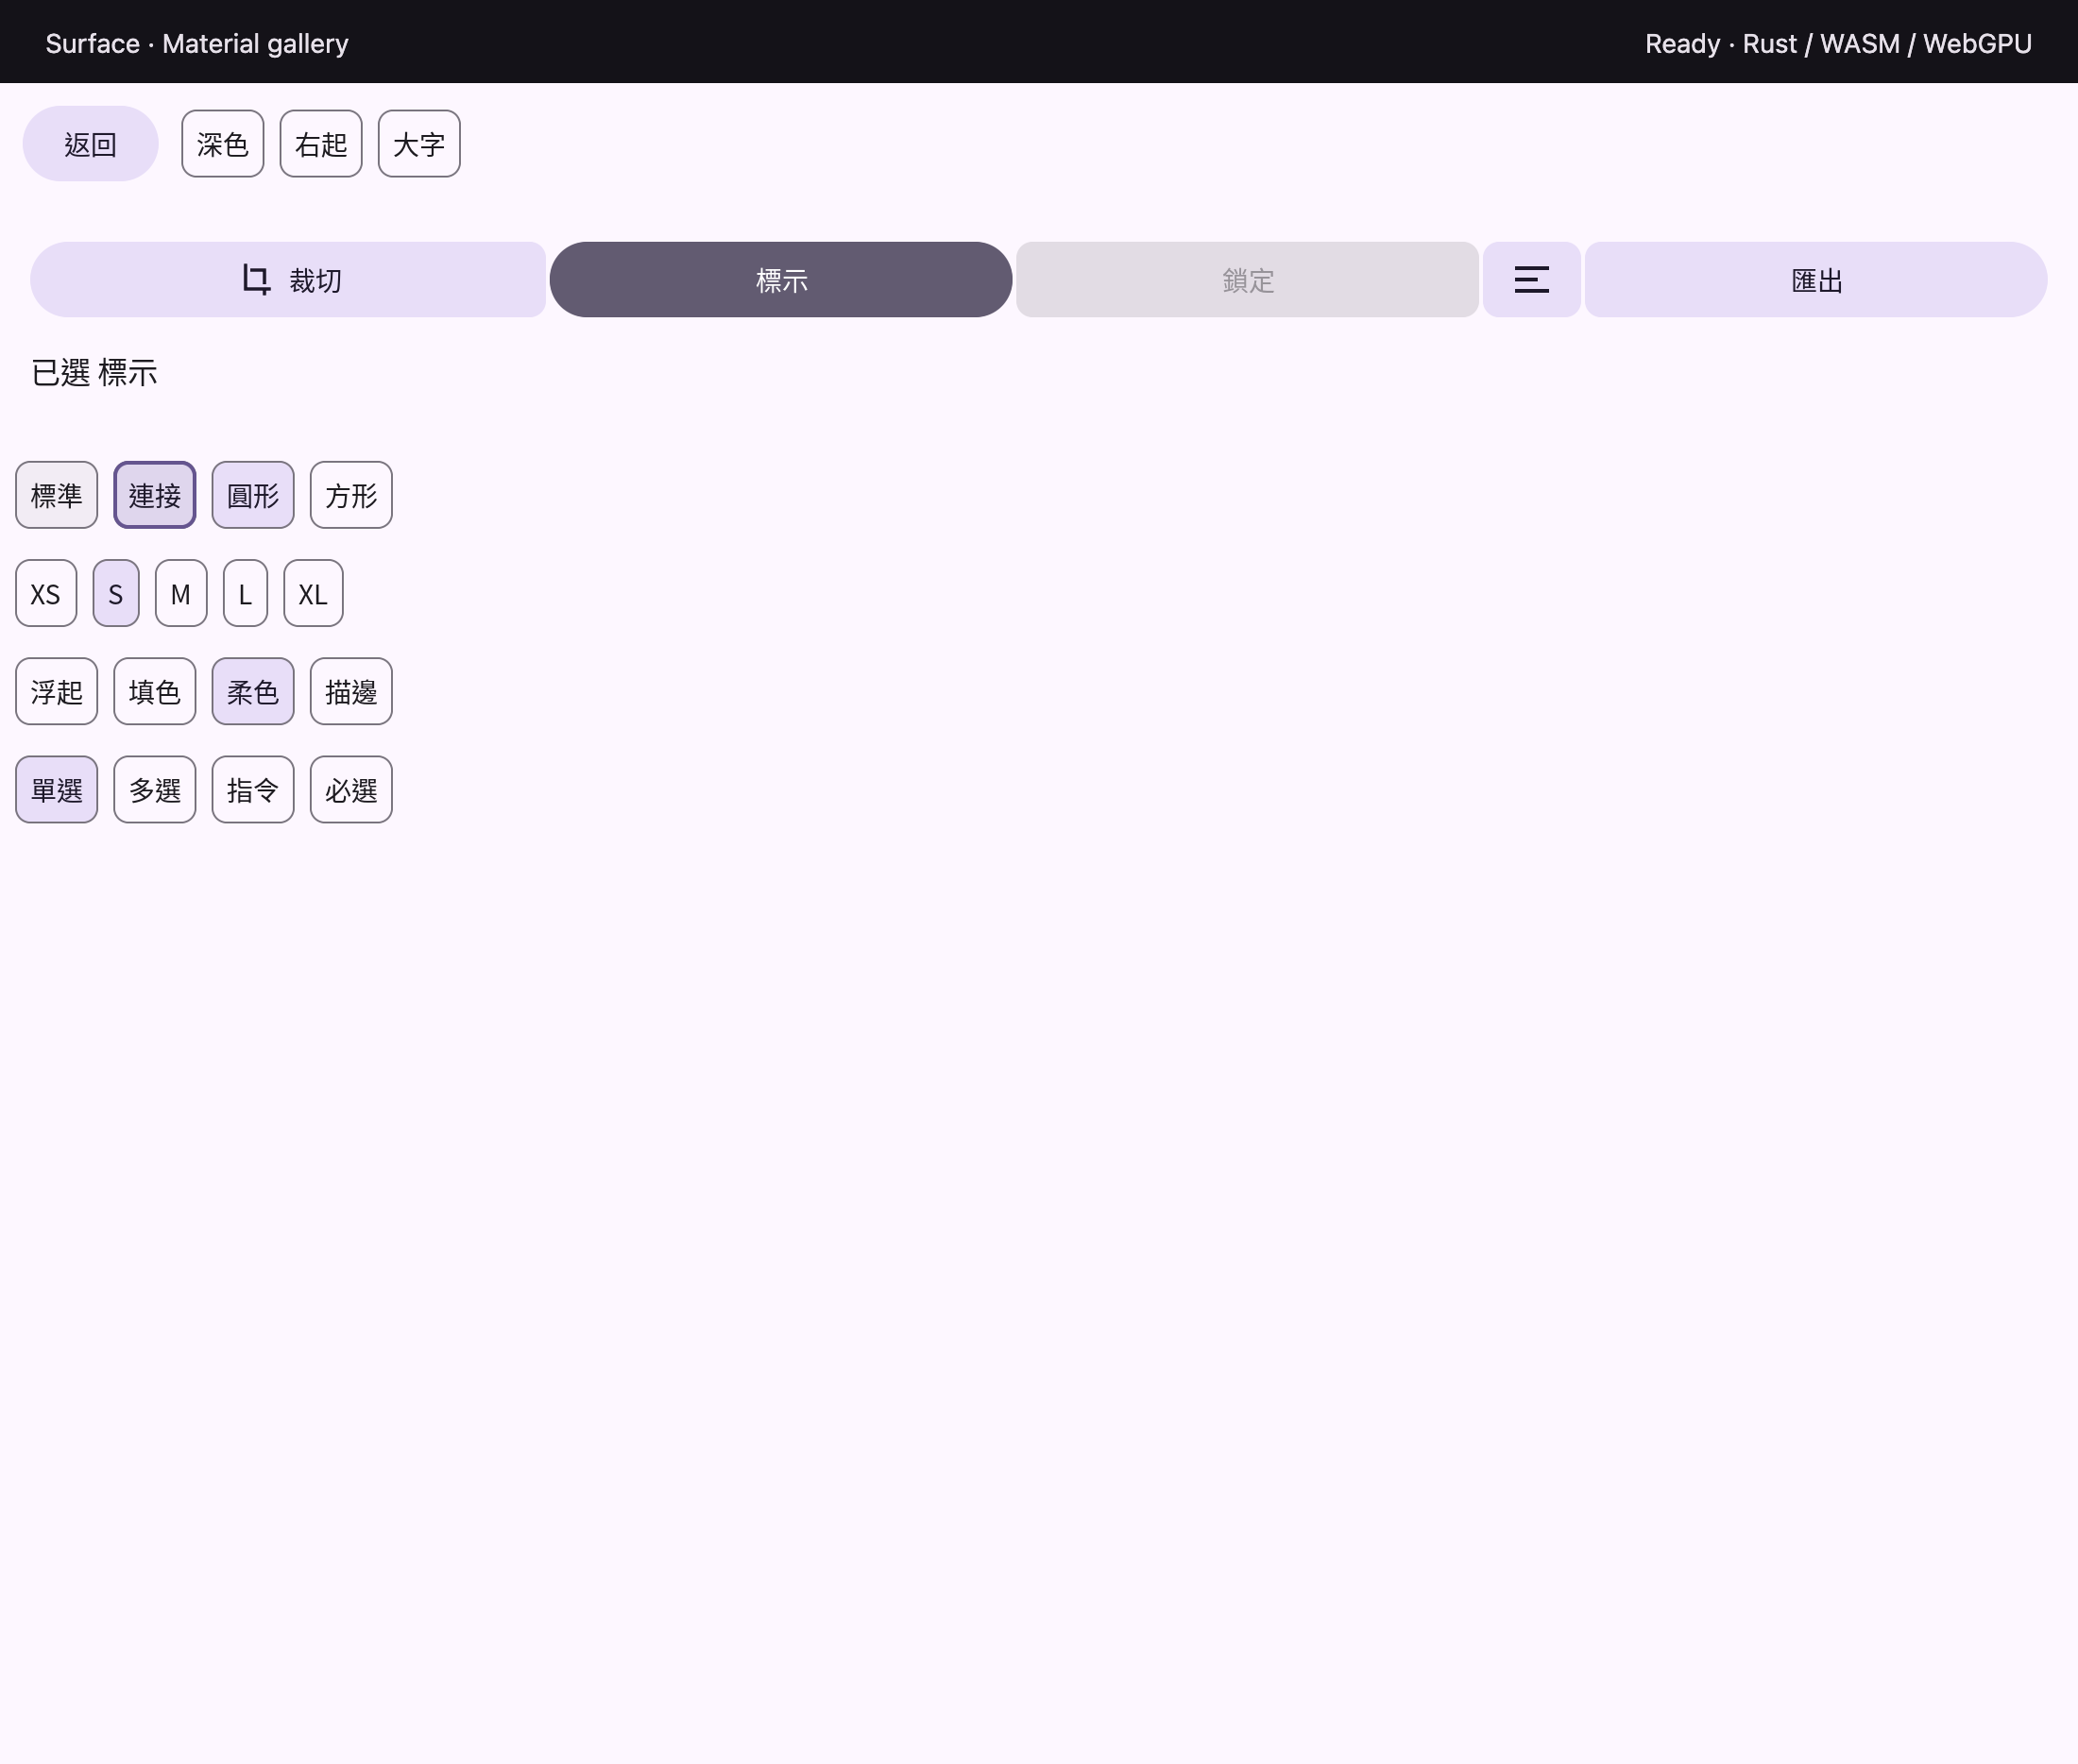 Surface · Material gallery Ready · Rust / WASM / WebGPU
返回 深色 右起 大字
裁切 標示 鎖定 匯出
已選 標示
標準 連接 圓形 方形
XS S M L XL
浮起 填色 柔色 描邊
單選 多選 指令 必選